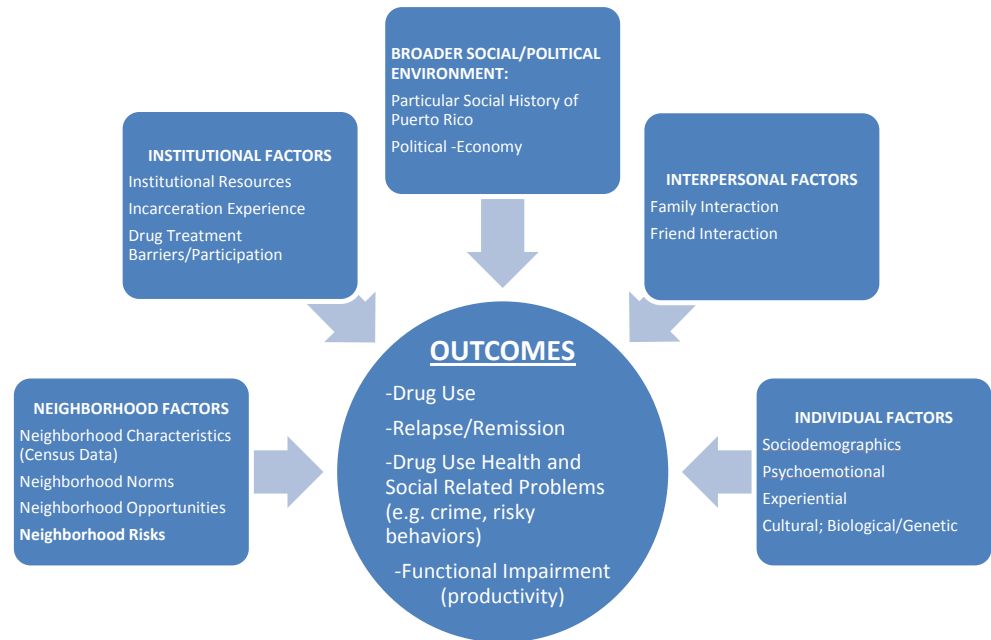 BROADER SOCIAL/POLITICAL
ENVIRONMENT:
Particular Social History of
Puerto Rico
Political -Economy
INSTITUTIONAL FACTORS
Institutional Resources
Incarceration Experience
Drug Treatment
Barriers/Participation
INTERPERSONAL FACTORS
Family Interaction
Friend Interaction
NEIGHBORHOOD FACTORS
Neighborhood Characteristics
(Census Data)
Neighborhood Norms
Neighborhood Opportunities
Neighborhood Risks
OUTCOMES
-Drug Use
-Relapse/Remission
-Drug Use Health and
Social Related Problems
(e.g. crime, risky
behaviors)
-Functional Impairment
(productivity)
INDIVIDUAL FACTORS
Sociodemographics
Psychoemotional
Experiential
Cultural; Biological/Genetic